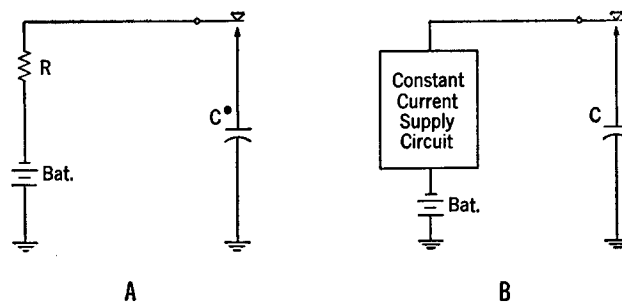 R
C
Bat.
A
Constant
Current
Supply
Circuit
C
Bat.
B